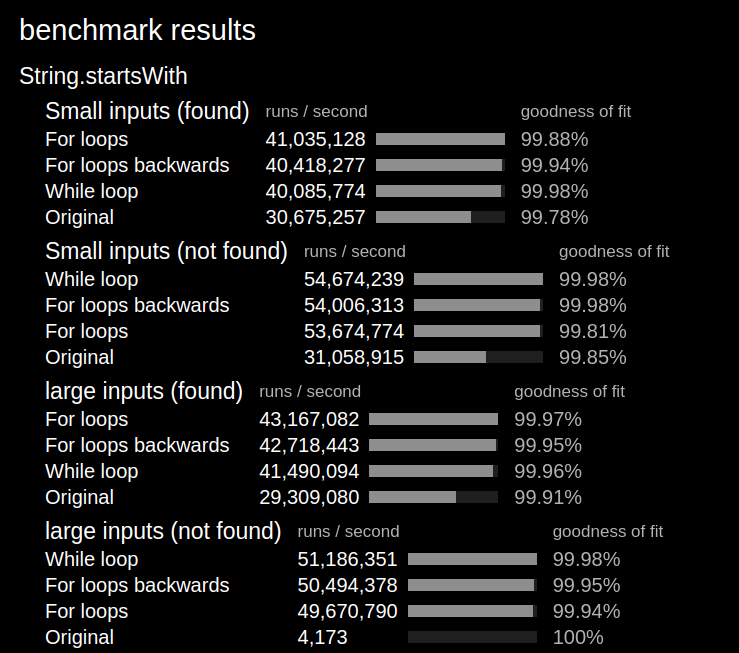 benchmark results
String.startsWith
Small inputs (found) runs / second goodness of fit
For loops 41,035,128 99.88%
For loops backwards 40,418,277 99.94%
While loop 40,085,774 99.98%
Original 30,675,257 99.78%
Small inputs (not found) runs / second goodness of fit
While loop 54,674,239 99.98%
For loops backwards 54,006,313 99.98%
For loops 53,674,774 99.81%
Original 31,058,915 99.85%
large inputs (found) runs / second goodness of fit
For loops 43,167,082 99.97%
For loops backwards 42,718,443 99.95%
While loop 41,490,094 99.96%
Original 29,309,080 99.91%
large inputs (not found) runs / second goodness of fit
While loop 51,186,351 99.98%
For loops backwards 50,494,378 99.95%
For loops 49,670,790 99.94%
Original 4,173 100%